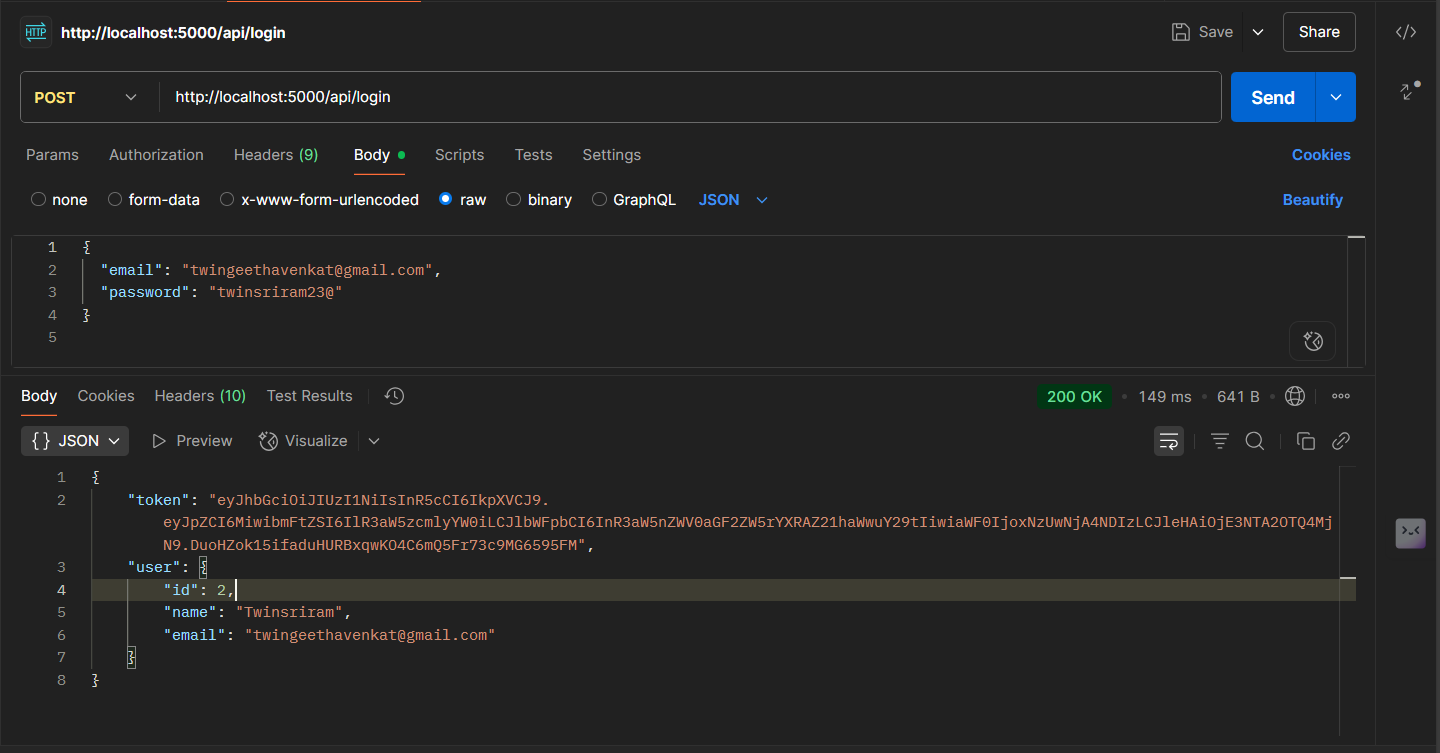 HTTP http://localhost:5000/api/login Save Share
POST http://localhost:5000/api/login Send
Params Authorization Headers (9) Body Scripts Tests Settings Cookies
none form-data x-www-form-urlencoded raw binary GraphQL JSON Beautify
1 {
2 "email": "twingeethavenkat@gmail.com",
3 "password": "twinsriram23@"
4 }
5
Body Cookies Headers (10) Test Results 200 OK • 149 ms • 641 B •
{} JSON Preview Visualize
1 {
2 "token": "eyJhbGciOiJIUzI1NiIsInR5cCI6IkpXVCJ9.
eyJpZCI6MiwibmFtZSI6IlR3aW5zcmlyYW0iLCJlbWFpbCI6InR3aW5nZWV0aGF2ZW5rYXRAZ21haWwuY29tIiwiaWF0IjoxNzUwNjA4NDIzLCJleHAiOjE3NTA2OTQ4Mj
N9.DuoHZok15ifaduHURBxqwKO4C6mQ5Fr73c9MG6595FM",
3 "user": {
4 "id": 2,
5 "name": "Twinsriram",
6 "email": "twingeethavenkat@gmail.com"
7 }
8 }